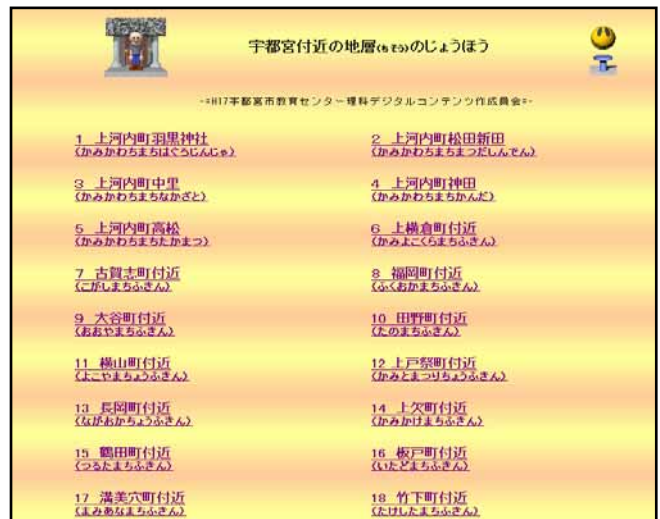 宇都宮付近の地層(ちそう)のじょうほう
-=H17宇都宮市教育センター理科デジタルコンテンツ作成員会=-
1 上河内町羽黒神社
(かみかわちまちはぐろじんじゃ)
2 上河内町松田新田
(かみかわちまちまつだしんでん)
3 上河内町中里
(かみかわちまちなかざと)
4 上河内町神田
(かみかわちまちかんだ)
5 上河内町高松
(かみかわちまちたかまつ)
6 上横倉町付近
(かみよこくらまちふきん)
7 古賀志町付近
(こがしまちふきん)
8 福岡町付近
(ふくおかまちふきん)
9 大谷町付近
(おおやまちふきん)
10 田野町付近
(たのまちふきん)
11 横山町付近
(よこやまちょうふきん)
12 上戸祭町付近
(かみとまつりちょうふきん)
13 長岡町付近
(ながおかちょうふきん)
14 上欠町付近
(かみかけまちふきん)
15 鶴田町付近
(つるたまちふきん)
16 板戸町付近
(いたどまちふきん)
17 満美穴町付近
(まみあなまちふきん)
18 竹下町付近
(たけしたまちふきん)